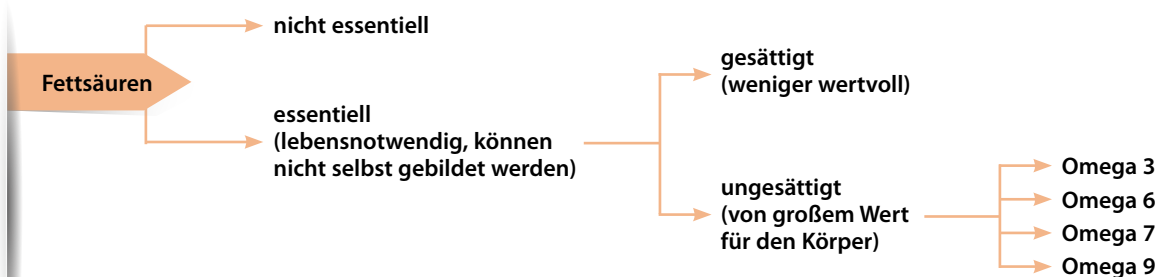 Fettsäuren
nicht essentiell
essentiell
(lebensnotwendig, können
nicht selbst gebildet werden)
gesättigt
(weniger wertvoll)
ungesättigt
(von großem Wert
für den Körper)
Omega 3
Omega 6
Omega 7
Omega 9